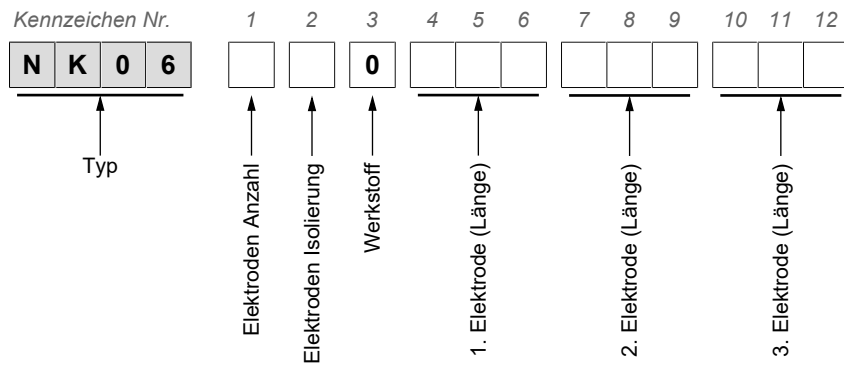 Kennzeichen Nr. 1 2 3 4 5 6 7 8 9 10 11 12
N K 0 6 0
Typ
Elektroden Anzahl
Elektroden Isolierung
Werkstoff
1. Elektrode (Länge)
2. Elektrode (Länge)
3. Elektrode (Länge)